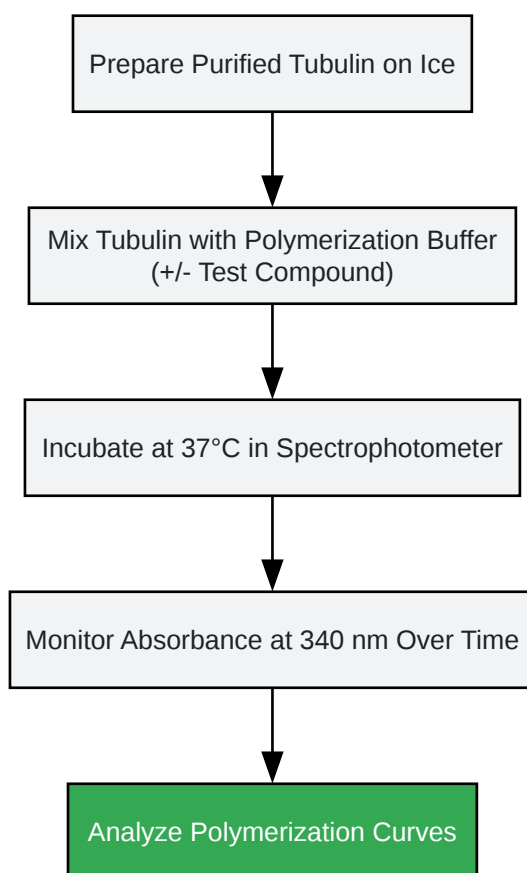 Prepare Purified Tubulin on Ice
Mix Tubulin with Polymerization Buffer
(+/- Test Compound)
Incubate at 37°C in Spectrophotometer
Monitor Absorbance at 340 nm Over Time
Analyze Polymerization Curves